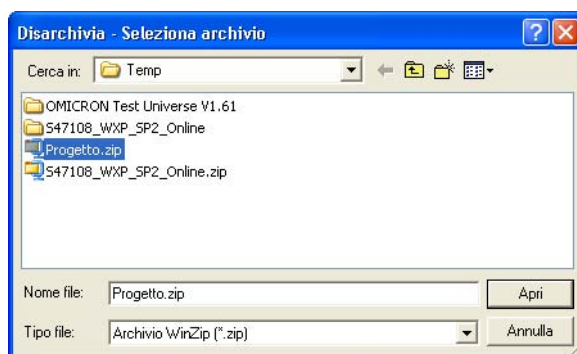 Disarchivia - Seleziona archivio
Cerca in: Temp
OMICRON Test Universe V1.61
S47108_WXP_SP2_Online
Progetto.zip
S47108_WXP_SP2_Online.zip
Nome file: Progetto.zip Apri
Tipo file: Archivio WinZip (*.zip) Annulla